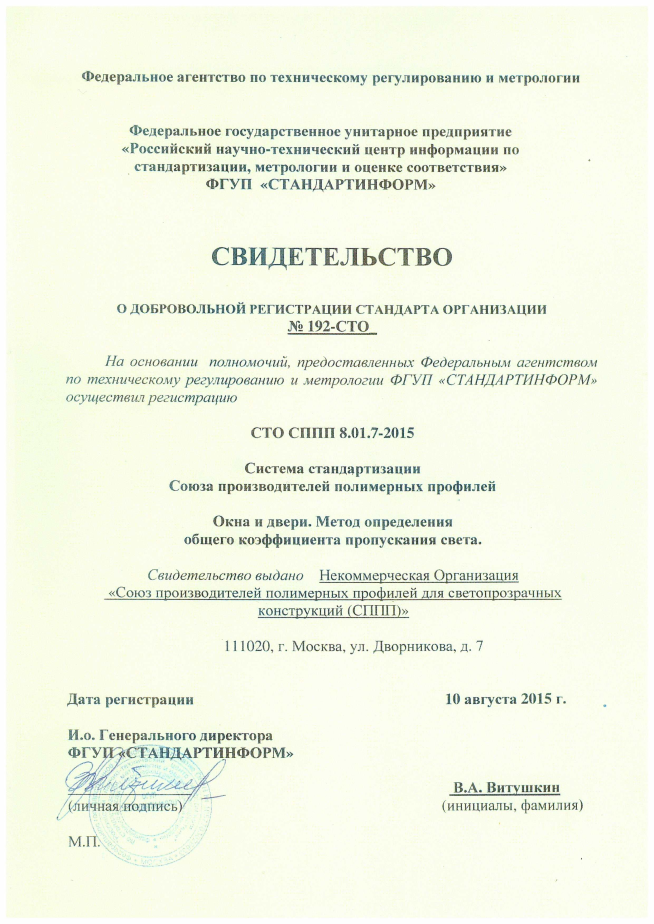 Федеральное агентство по техническому регулированию и метрологии
Федеральное государственное унитарное предприятие
«Российский научно-технический центр информации по
стандартизации, метрологии и оценке соответствия»
ФГУП «СТАНДАРТИНФОРМ»
СВИДЕТЕЛЬСТВО
О ДОБРОВОЛЬНОЙ РЕГИСТРАЦИИ СТАНДАРТА ОРГАНИЗАЦИИ
№ 192-СТО
На основании полномочий, предоставленных Федеральным агентством
по техническому регулированию и метрологии ФГУП «СТАНДАРТИНФОРМ»
осуществил регистрацию
СТО СППП 8.01.7-2015
Система стандартизации
Союза производителей полимерных профилей
Окна и двери. Метод определения
общего коэффициента пропускания света.
Свидетельство выдано Некоммерческая Организация
«Союз производителей полимерных профилей для светопрозрачных
конструкций (СППП)»
111020, г. Москва, ул. Дворникова, д. 7
Дата регистрации 10 августа 2015 г.
И.о. Генерального директора
ФГУП «СТАНДАРТИНФОРМ»
В.А. Витушкин
(личная подпись) (инициалы, фамилия)
М.П.